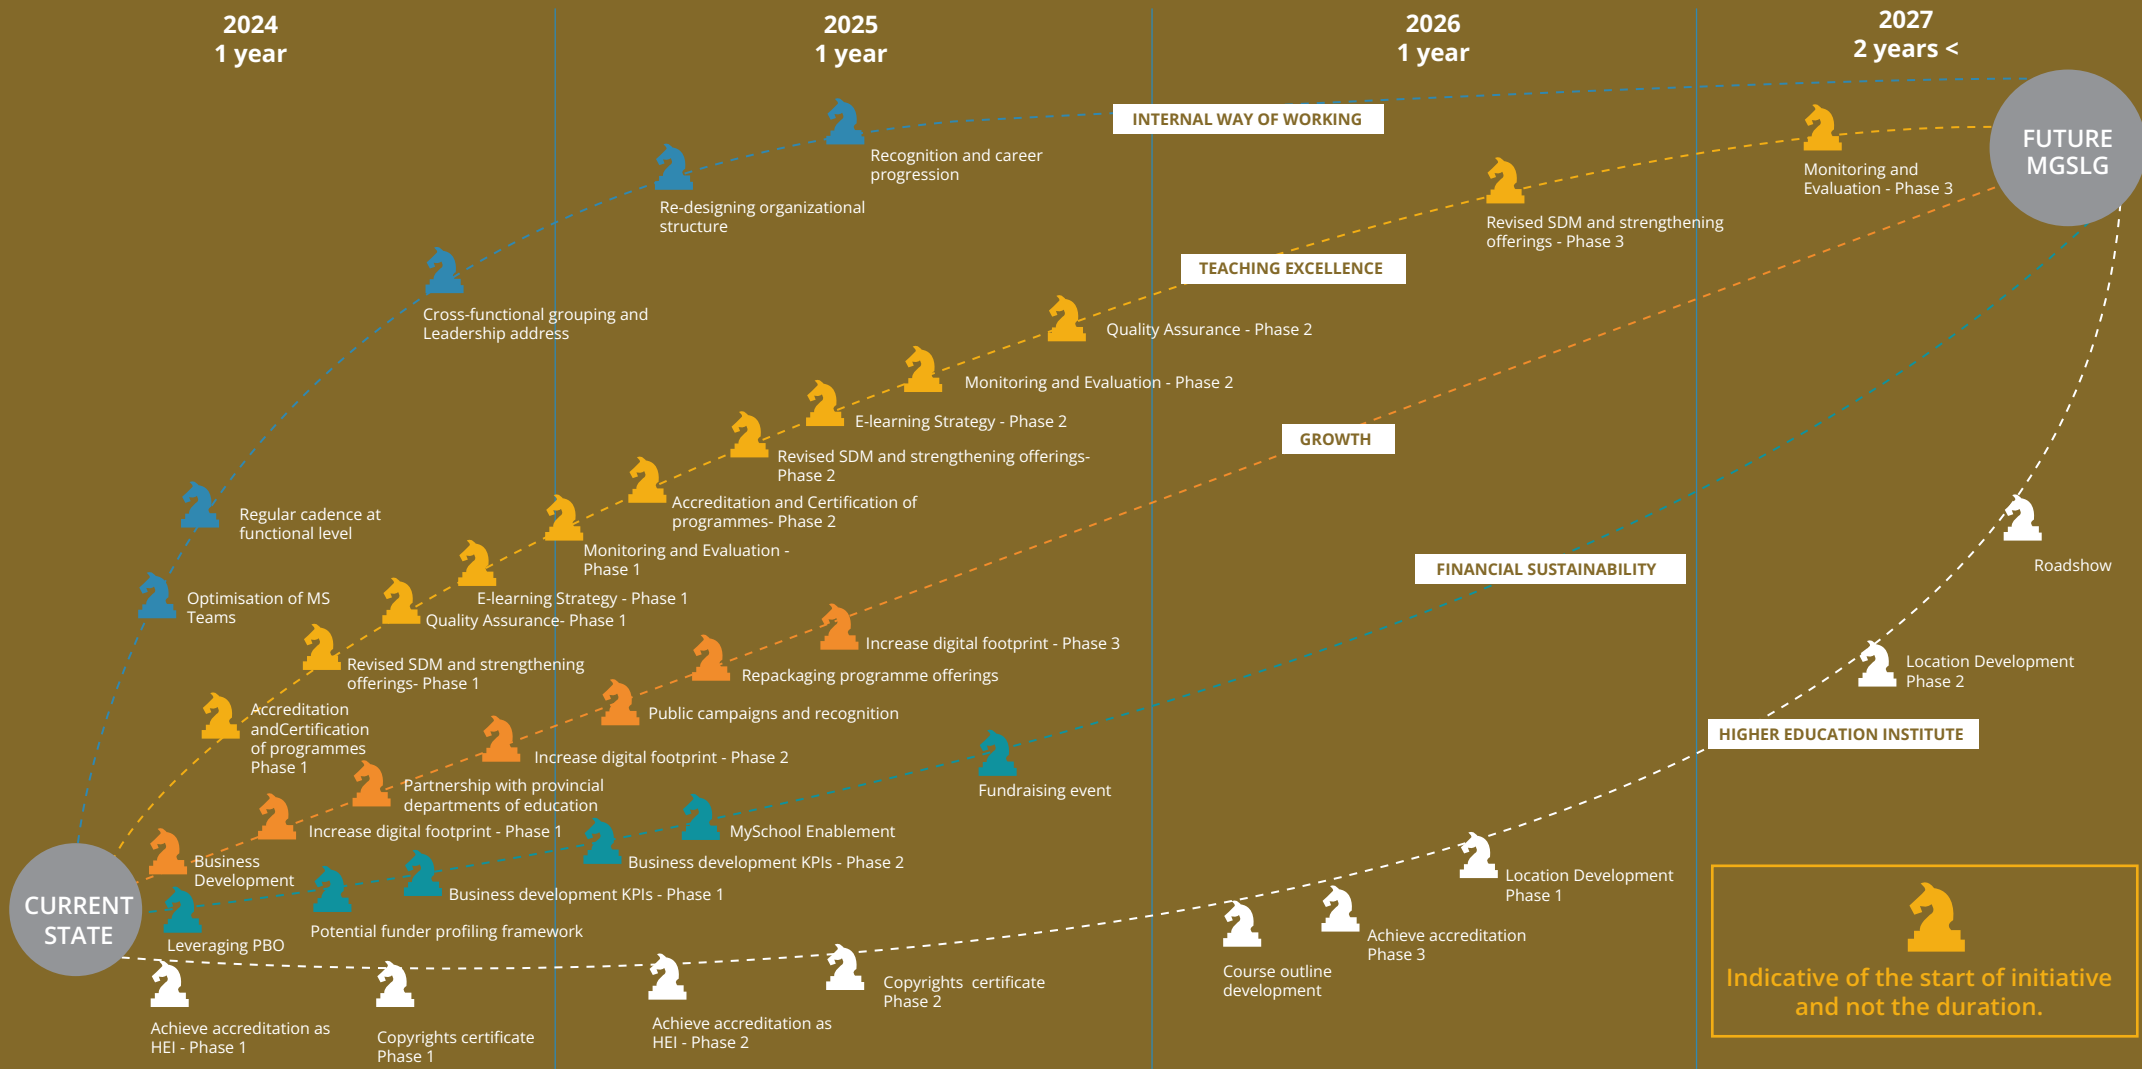 2024
1 year
2025
1 year
2026
1 year
2027
2 years <
INTERNAL WAY OF WORKING
FUTURE
MGSLG
Recognition and career
progression
Monitoring and
Evaluation - Phase 3
Re-designing organizational
structure
Revised SDM and strengthening
offerings - Phase 3
TEACHING EXCELLENCE
Cross-functional grouping and
Leadership address
Quality Assurance - Phase 2
Monitoring and Evaluation - Phase 2
E-learning Strategy - Phase 2
GROWTH
Revised SDM and strengthening offerings-
Phase 2
Accreditation and Certification of
programmes- Phase 2
Regular cadence at
functional level
Monitoring and Evaluation -
Phase 1
FINANCIAL SUSTAINABILITY
Roadshow
Optimisation of MS
Teams
E-learning Strategy - Phase 1
Quality Assurance- Phase 1
Increase digital footprint - Phase 3
Revised SDM and strengthening
offerings- Phase 1
Repackaging programme offerings
Location Development
Phase 2
Accreditation
andCertification
of programmes
Phase 1
Public campaigns and recognition
HIGHER EDUCATION INSTITUTE
Increase digital footprint - Phase 2
Partnership with provincial
departments of education
Fundraising event
Increase digital footprint - Phase 1
MySchool Enablement
Business
Development
Business development KPIs - Phase 2
Business development KPIs - Phase 1
Location Development
Phase 1
CURRENT
STATE
Leveraging PBO
Potential funder profiling framework
Achieve accreditation
Phase 3
Course outline
development
Copyrights  certificate
Phase 2
Achieve accreditation as
HEI - Phase 1
Copyrights certificate
Phase 1
Achieve accreditation as
HEI - Phase 2
Indicative of the start of initiative
and not the duration.